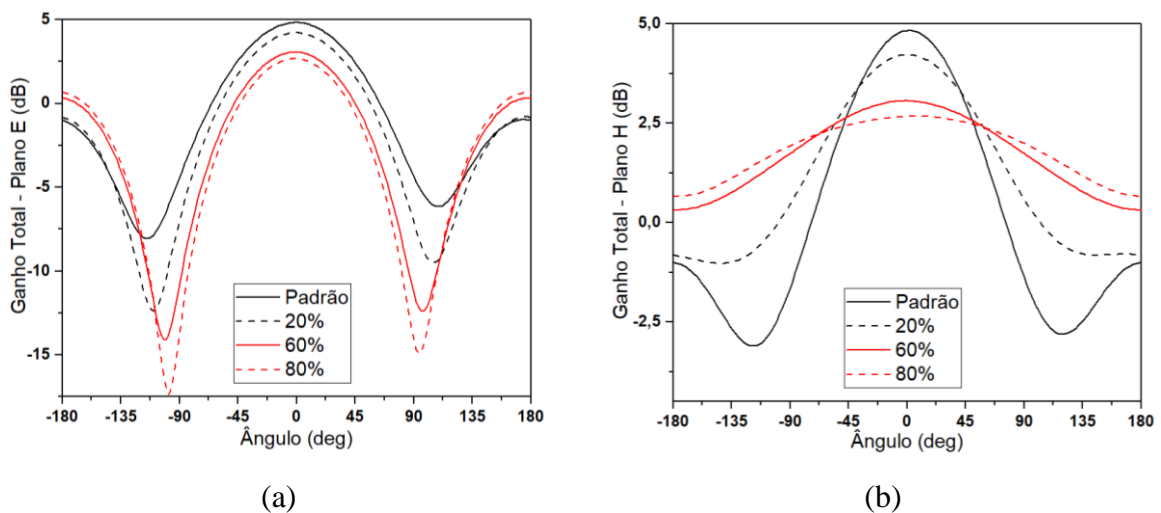 Ganho Total - Plano E (dB)
5
0
-5
-10
-15
Padrão
20%
60%
80%
-180 -135 -90 -45 0 45 90 135 180
Ângulo (deg)
(a)
Ganho Total - Plano H (dB)
5,0
2,5
0,0
-2,5
Padrão
20%
60%
80%
-180 -135 -90 -45 0 45 90 135 180
Ângulo (deg)
(b)